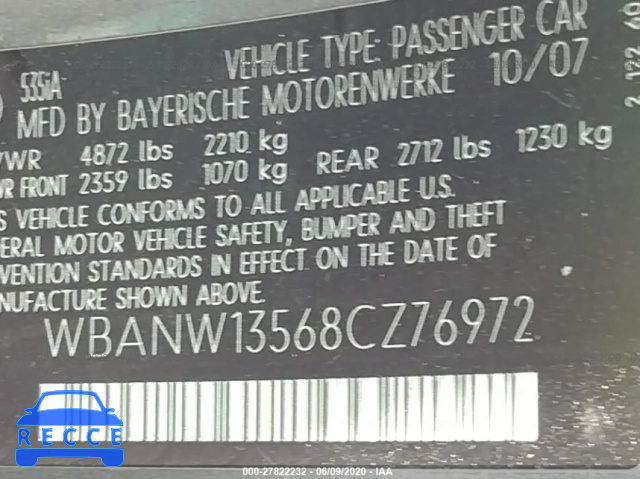 535iA
VEHICLE TYPE: PASSENGER CAR
MFD BY BAYERISCHE MOTORENWERKE 10/07
VWR 4872 lbs 2210 kg
WR FRONT 2359 lbs 1070 kg REAR 2712 lbs 1230 kg
S VEHICLE CONFORMS TO ALL APPLICABLE U.S.
ERAL MOTOR VEHICLE SAFETY, BUMPER AND THEFT
VENTION STANDARDS IN EFFECT ON THE DATE OF
NUFACTURE SHOWN ABOVE.
WBANW13568CZ76972
RECCE
000-27822232 - 06/09/2020 - IAA